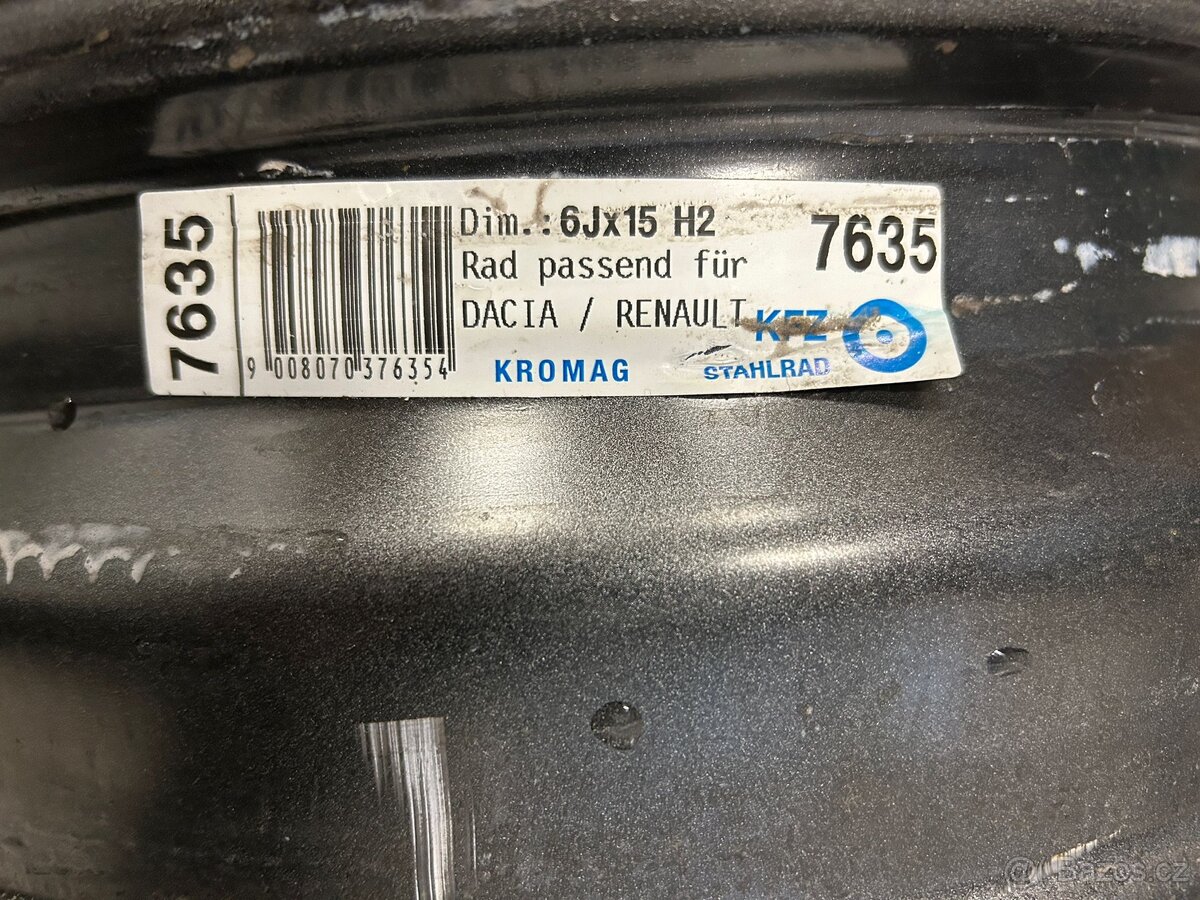 7635
Dim.: 6Jx15 H2
Rad passend für
DACIA / RENAULT
9 008070 376354
KROMAG
7635
KFZ
STAHLRAD
Bazos.cz